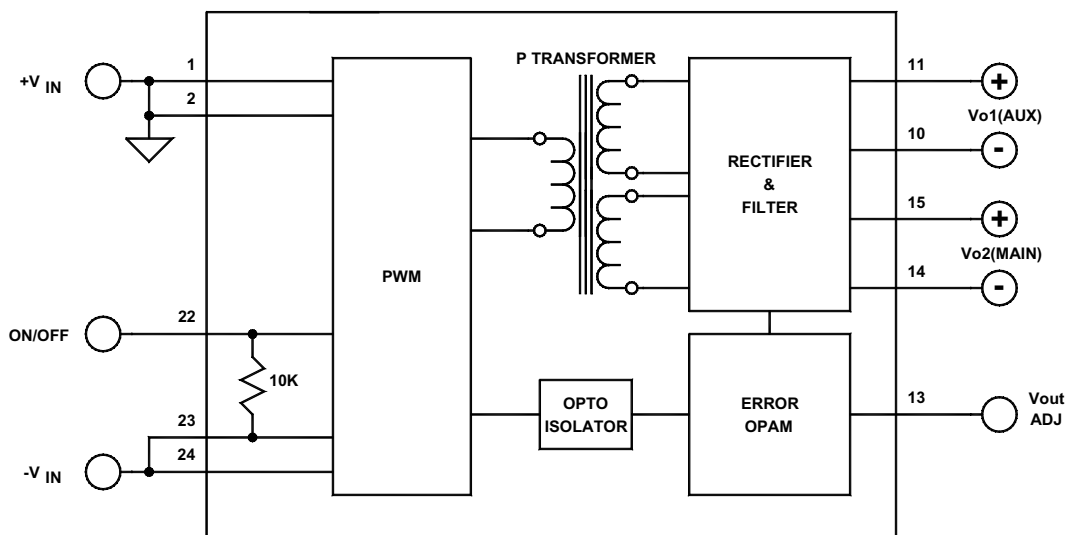 P TRANSFORMER
+V IN
1
2
11
+
Vo1(AUX)
10
-
RECTIFIER
&
FILTER
15
+
Vo2(MAIN)
14
-
PWM
ON/OFF
22
10K
23
24
-V IN
OPTO
ISOLATOR
ERROR
OPAM
13
Vout
ADJ